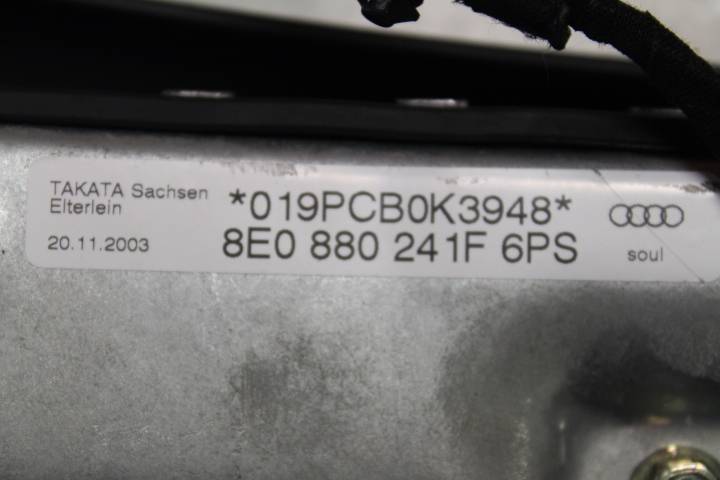 TAKATA Sachsen
Elterlein
20.11.2003
*019PCB0K3948*
8E0 880 241F 6PS
soul